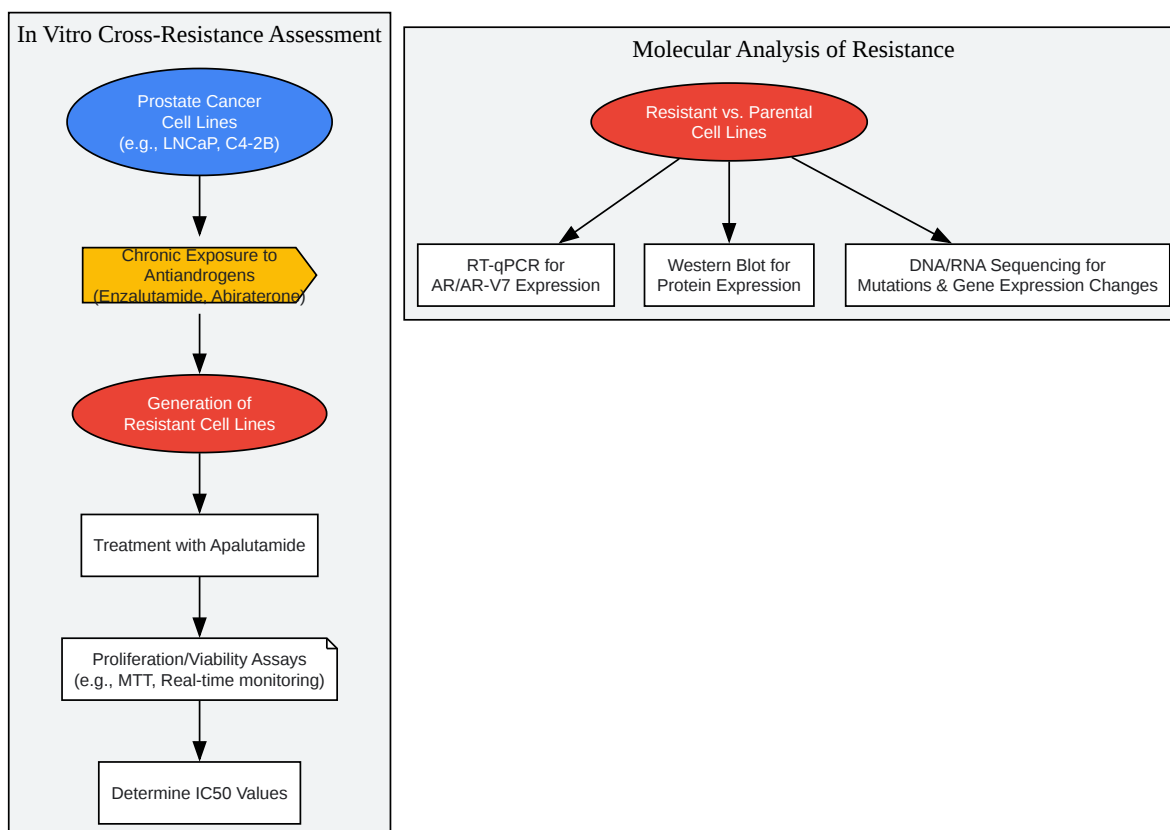 In Vitro Cross-Resistance Assessment
Prostate Cancer
Cell Lines
(e.g., LNCaP, C4-2B)
Chronic Exposure to
Antiandrogens
(Enzalutamide, Abiraterone)
Generation of
Resistant Cell Lines
Treatment with Apalutamide
Proliferation/Viability Assays
(e.g., MTT, Real-time monitoring)
Determine IC50 Values
Molecular Analysis of Resistance
Resistant vs. Parental
Cell Lines
RT-qPCR for
AR/AR-V7 Expression
Western Blot for
Protein Expression
DNA/RNA Sequencing for
Mutations & Gene Expression Changes